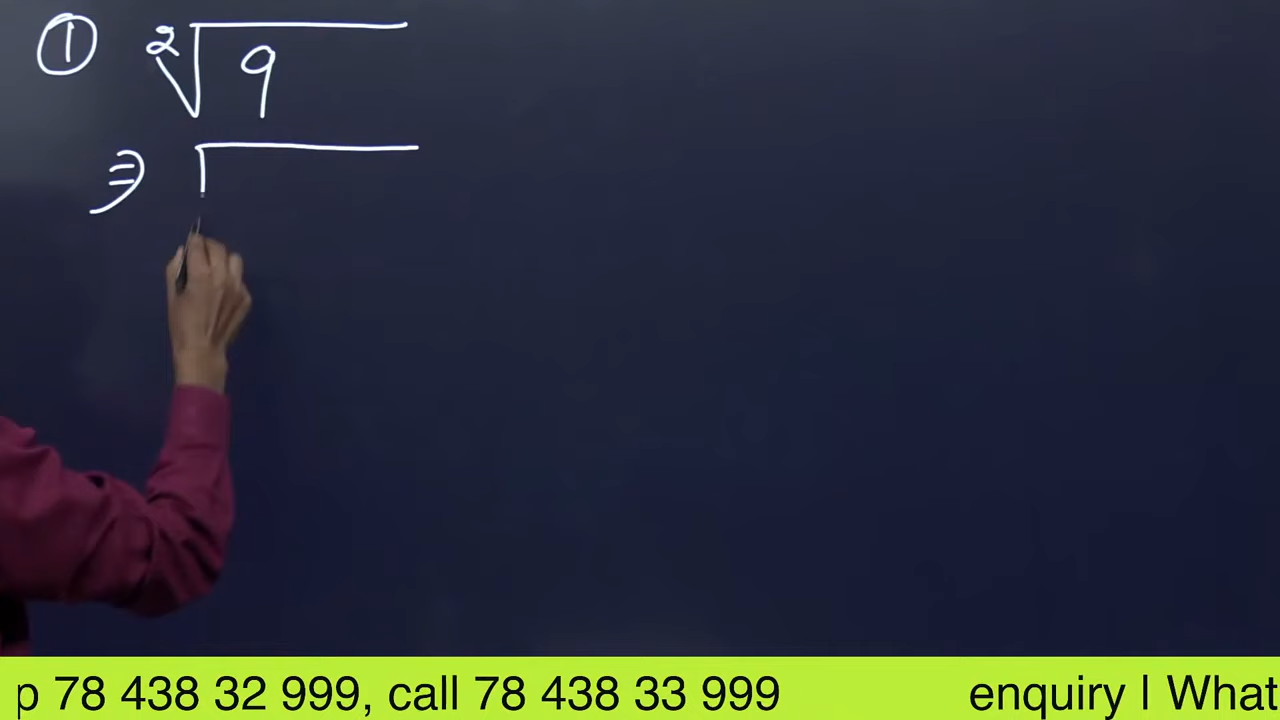 ① ²√9
⇒ √
p 78 438 32 999, call 78 438 33 999 enquiry | What